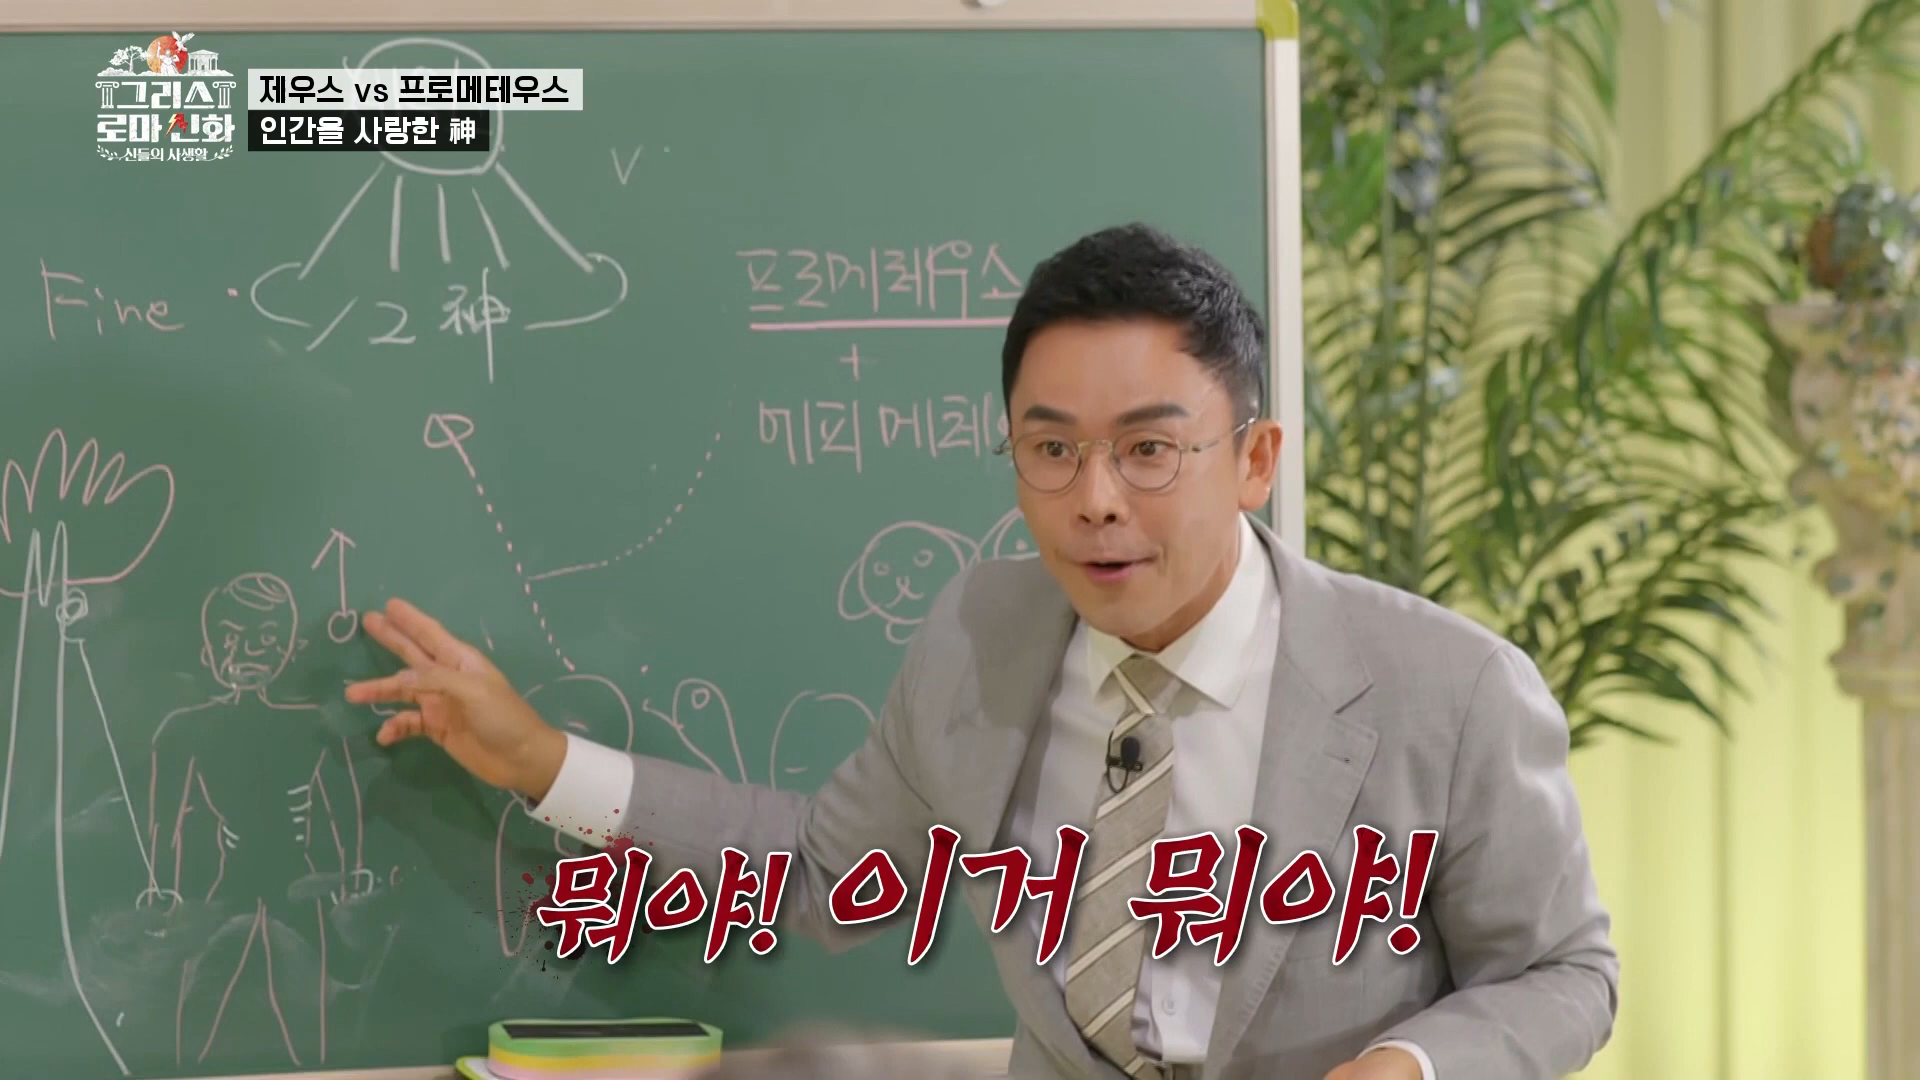 그리스
로마 신화
신들의 사생활
제우스 vs 프로메테우스
인간을 사랑한 神
V
Fine
12神
프로메테우스
+
에피메테
뭐야! 이거 뭐야!